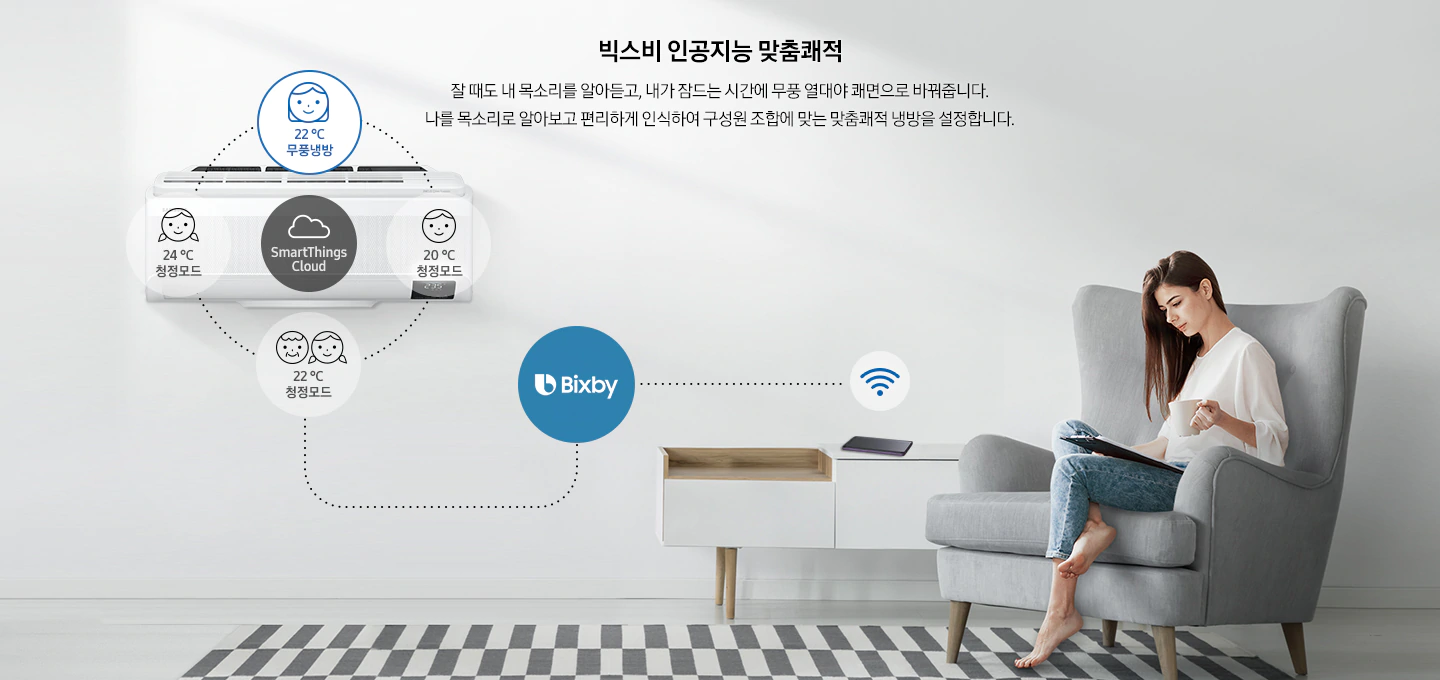 빅스비 인공지능 맞춤쾌적
잘 때도 내 목소리를 알아듣고, 내가 잠드는 시간에 무풍 열대야 쾌면으로 바꿔줍니다.
나를 목소리로 알아보고 편리하게 인식하여 구성원 조합에 맞는 맞춤쾌적 냉방을 설정합니다.
22 ℃
무풍냉방
24 ℃
청정모드
SmartThings
Cloud
20 ℃
청정모드
23.5
22 ℃
청정모드
Bixby